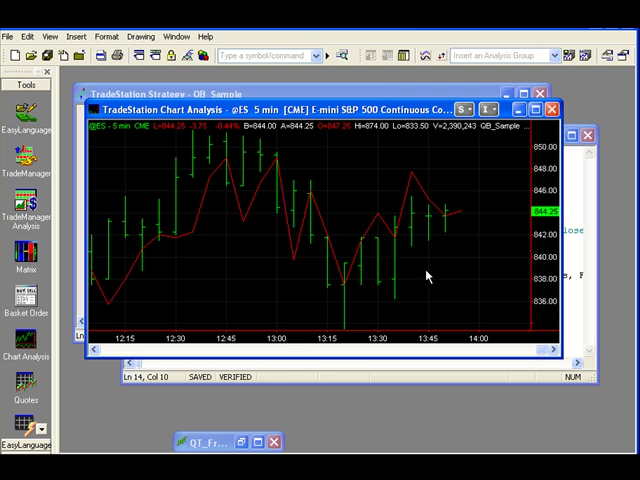 File Edit View Insert Format Drawing Window Help
Type a symbol/command
Insert an Analysis Group
Tools
EasyLanguage
TradeManager
TradeManager Analysis
Matrix
Basket Order
Chart Analysis
Quotes
EasyLanguage
TradeStation Strategy - QB_Sample
TradeStation Chart Analysis - @ES 5 min [CME] E-mini S&P 500 Continuous Co...
S
I
@ES - 5 min CME L=844.25 -3.75 -0.44% B=844.00 A=844.25 O=847.25 Hi=874.00 Lo=833.50 V=2,390,243 QB_Sample ...
850.00
848.00
846.00
844.25
842.00
840.00
838.00
836.00
12:15 12:30 12:45 13:00 13:15 13:30 13:45 14:00
lose
s, F
Ln
Ln 14, Col 10 SAVED VERIFIED NUM
QT_Fr...